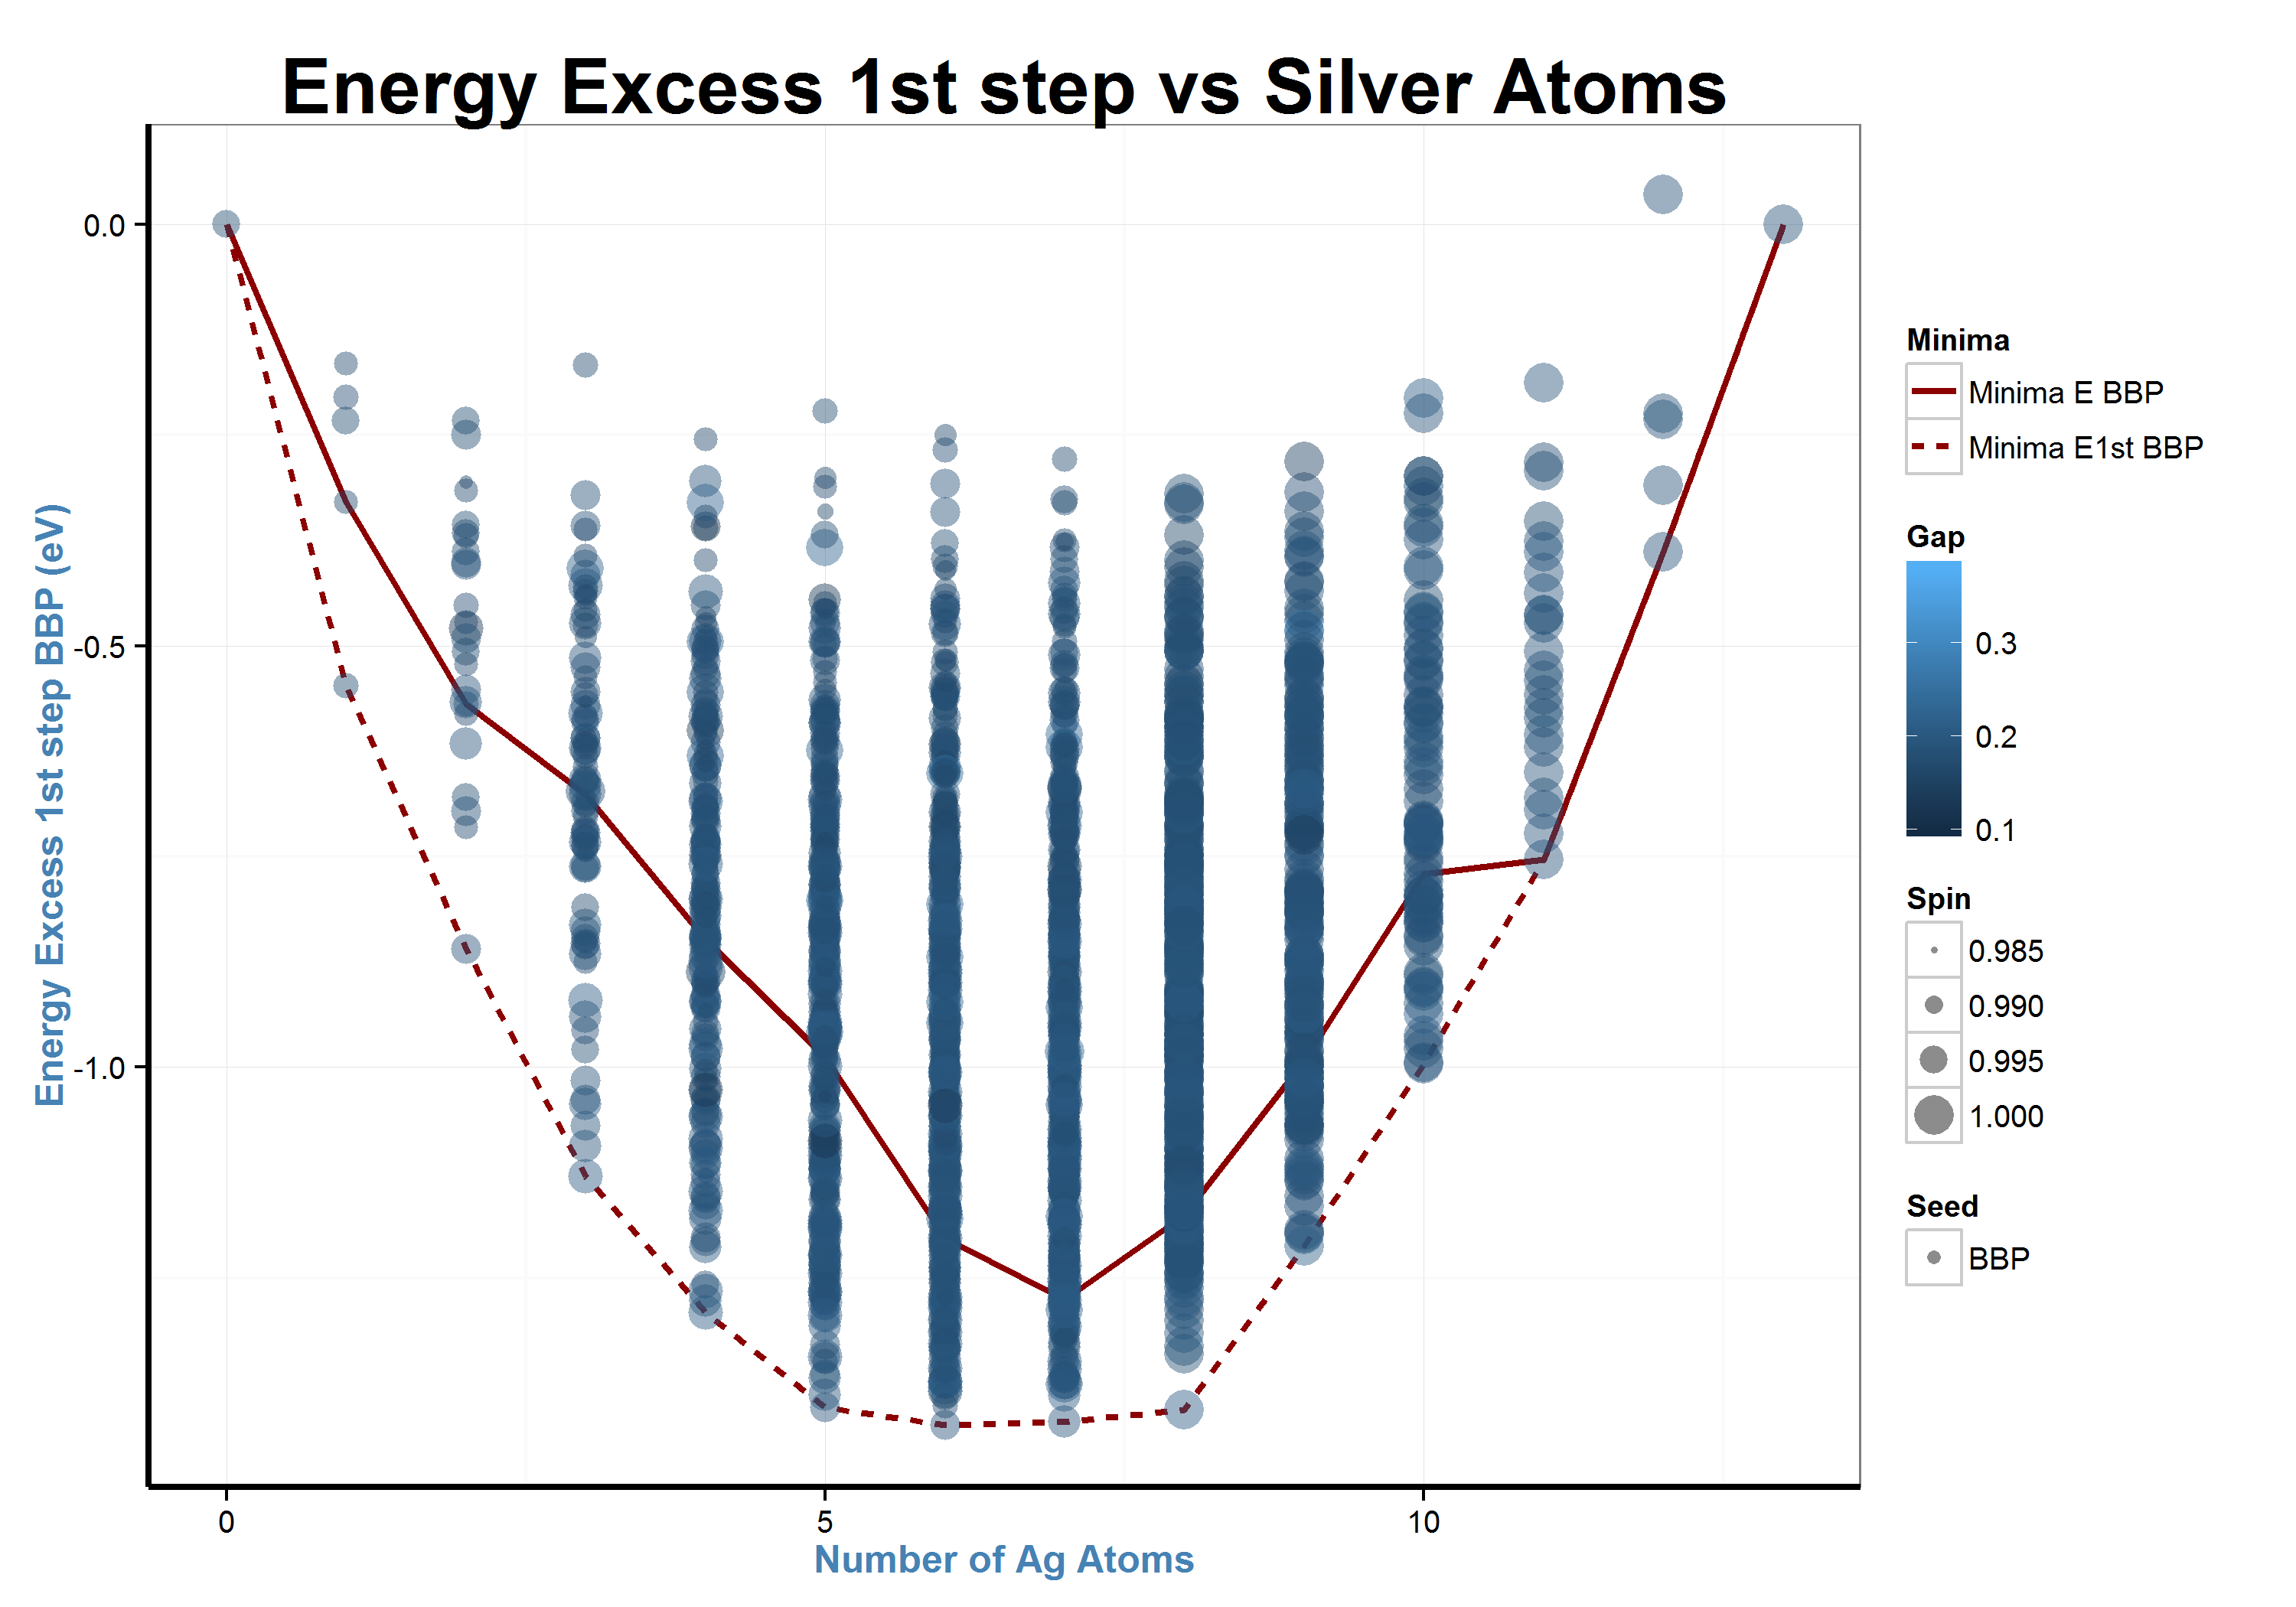 Energy Excess 1st step vs Silver Atoms
Energy Excess 1st step BBP (eV)
0.0
-0.5
-1.0
0
5
10
Number of Ag Atoms
Minima
Minima E BBP
Minima E1st BBP
Gap
0.3
0.2
0.1
Spin
0.985
0.990
0.995
1.000
Seed
BBP